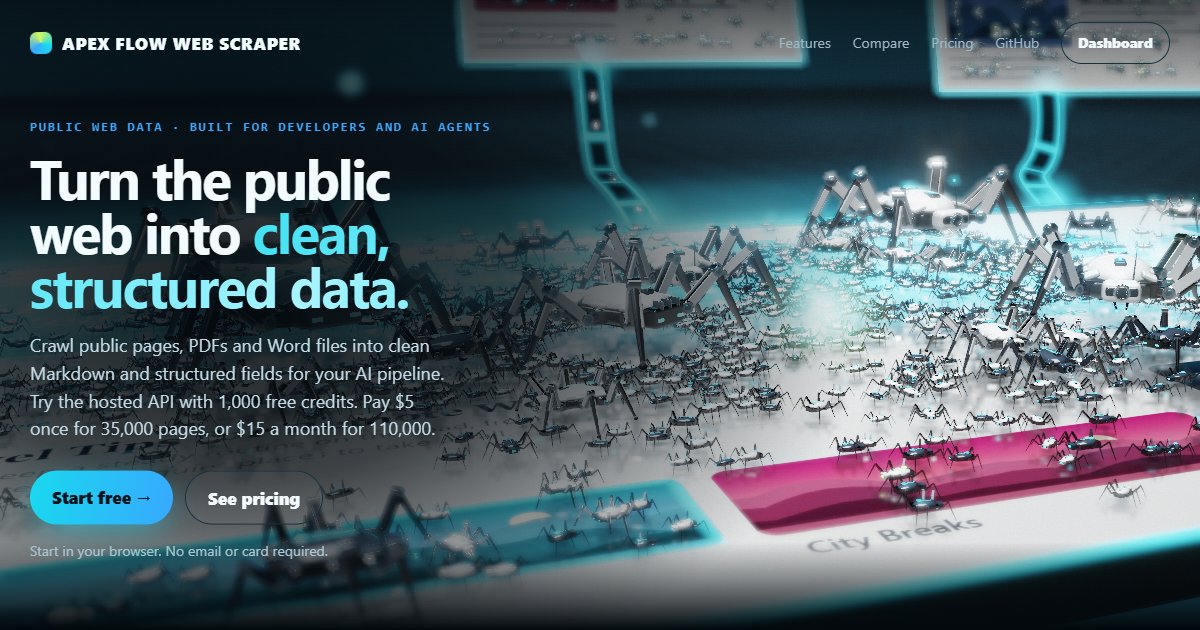 APEX FLOW WEB SCRAPER
Features
Compare
Pricing
GitHub
Dashboard
PUBLIC WEB DATA · BUILT FOR DEVELOPERS AND AI AGENTS
Turn the public
web into clean,
structured data.
Crawl public pages, PDFs and Word files into clean
Markdown and structured fields for your AI pipeline.
Try the hosted API with 1,000 free credits. Pay $5
once for 35,000 pages, or $15 a month for 110,000.
Start free →
See pricing
Start in your browser. No email or card required.
City Breaks